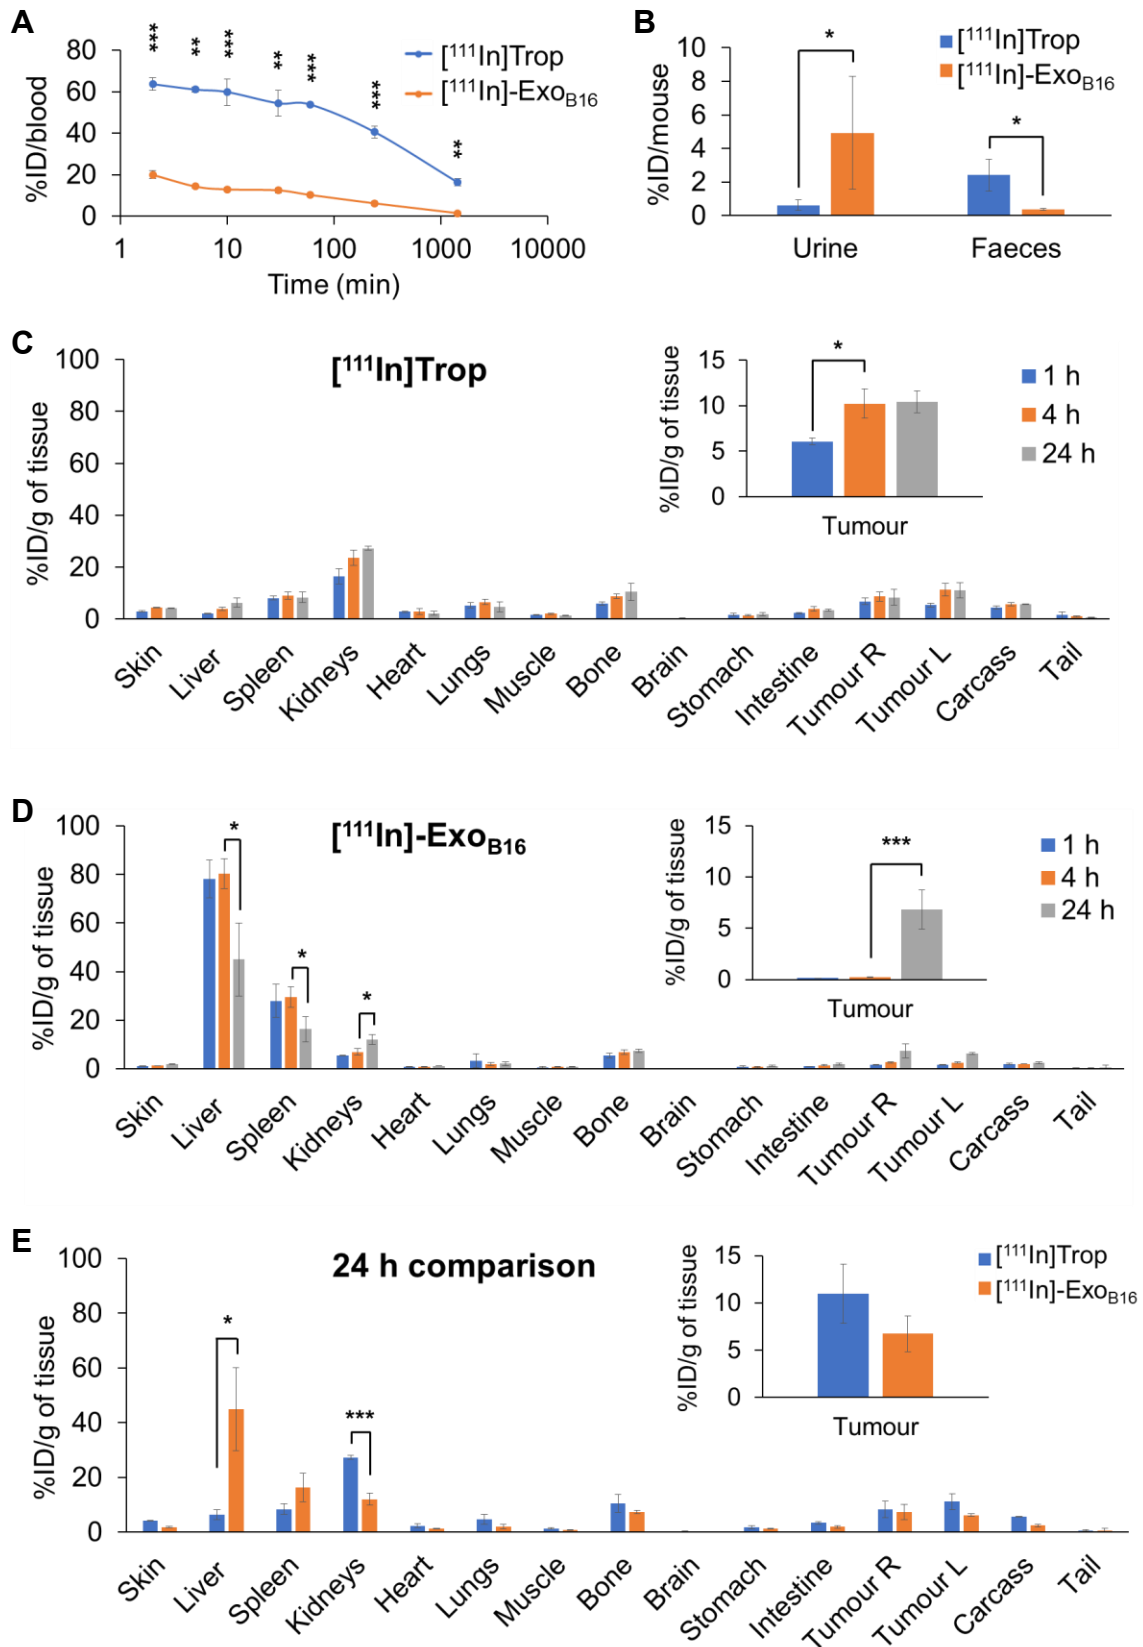 A
80
60
40
20
0
%ID/blood
*** ** *** ** *** *** **
[¹¹¹In]Trop
[¹¹¹In]-ExoB16
1 10 100 1000 10000
Time (min)
B
10
8
6
4
2
0
%ID/mouse
* *
[¹¹¹In]Trop
[¹¹¹In]-ExoB16
Urine Faeces
C
[¹¹¹In]Trop
100
80
60
40
20
0
%ID/g of tissue
Skin Liver Spleen Kidneys Heart Lungs Muscle Bone Brain Stomach Intestine Tumour R Tumour L Carcass Tail
15
10
5
0
%ID/g of tissue
*
Tumour
1 h
4 h
24 h
D
[¹¹¹In]-ExoB16
100
80
60
40
20
0
%ID/g of tissue
* * *
Skin Liver Spleen Kidneys Heart Lungs Muscle Bone Brain Stomach Intestine Tumour R Tumour L Carcass Tail
15
10
5
0
%ID/g of tissue
***
Tumour
1 h
4 h
24 h
E
24 h comparison
100
80
60
40
20
0
%ID/g of tissue
* ***
Skin Liver Spleen Kidneys Heart Lungs Muscle Bone Brain Stomach Intestine Tumour R Tumour L Carcass Tail
15
10
5
0
%ID/g of tissue
Tumour
[¹¹¹In]Trop
[¹¹¹In]-ExoB16